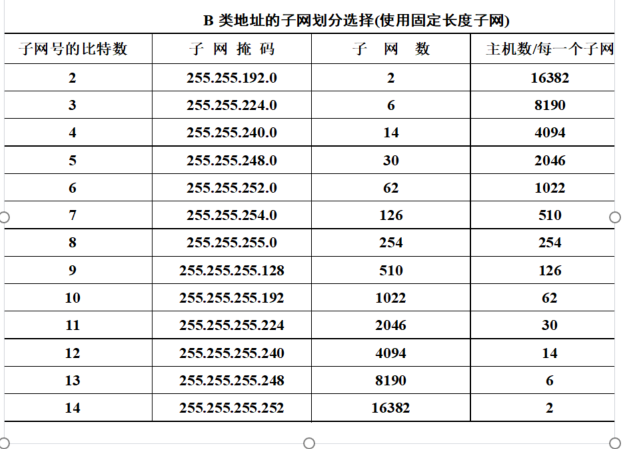 B 类地址的子网划分选择(使用固定长度子网)
子网号的比特数 子 网 掩 码 子 网 数 主机数/每一个子网
2 255.255.192.0 2 16382
3 255.255.224.0 6 8190
4 255.255.240.0 14 4094
5 255.255.248.0 30 2046
6 255.255.252.0 62 1022
7 255.255.254.0 126 510
8 255.255.255.0 254 254
9 255.255.255.128 510 126
10 255.255.255.192 1022 62
11 255.255.255.224 2046 30
12 255.255.255.240 4094 14
13 255.255.255.248 8190 6
14 255.255.255.252 16382 2